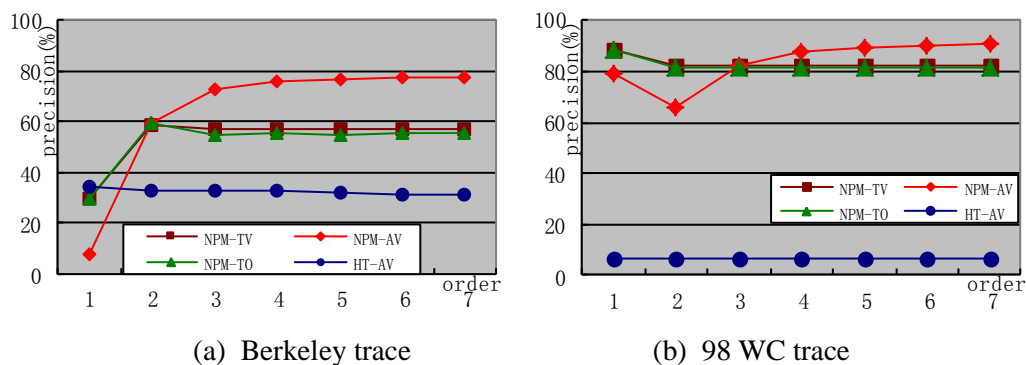 100
80
60
40
20
0
precision(%)
NPM-TV
NPM-AV
NPM-TO
HT-AV
order
1 2 3 4 5 6 7
(a) Berkeley trace
100
80
60
40
20
0
precision(%)
NPM-TV
NPM-AV
NPM-TO
HT-AV
order
1 2 3 4 5 6 7
(b) 98 WC trace